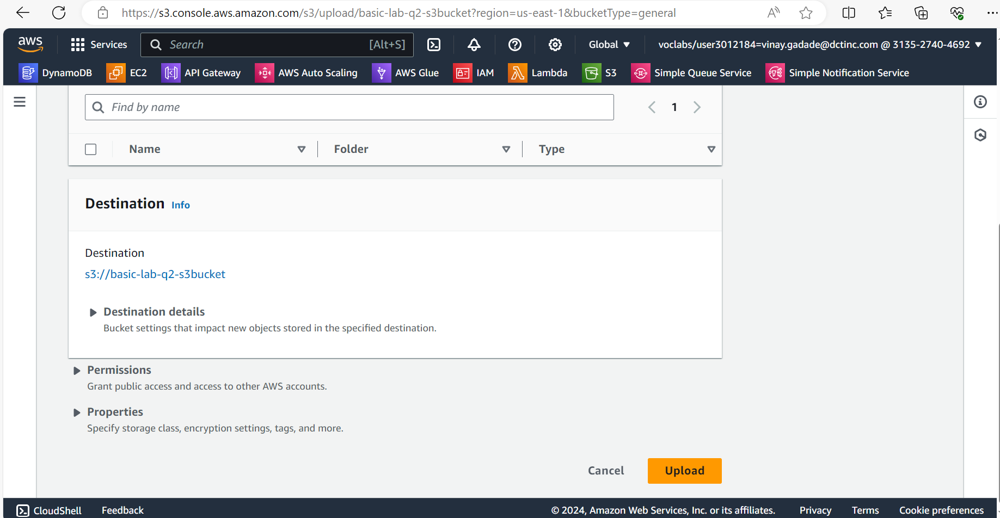 https://s3.console.aws.amazon.com/s3/upload/basic-lab-q2-s3bucket?region=us-east-1&bucketType=general
aws Services Search [Alt+S] Global voclabs/user3012184=vinay.gadade@dctinc.com @ 3135-2740-4692
DynamoDB EC2 API Gateway AWS Auto Scaling AWS Glue IAM Lambda S3 Simple Queue Service Simple Notification Service
Find by name 1
Name Folder Type
Destination Info
Destination
s3://basic-lab-q2-s3bucket
Destination details
Bucket settings that impact new objects stored in the specified destination.
Permissions
Grant public access and access to other AWS accounts.
Properties
Specify storage class, encryption settings, tags, and more.
Cancel Upload
CloudShell Feedback © 2024, Amazon Web Services, Inc. or its affiliates. Privacy Terms Cookie preferences